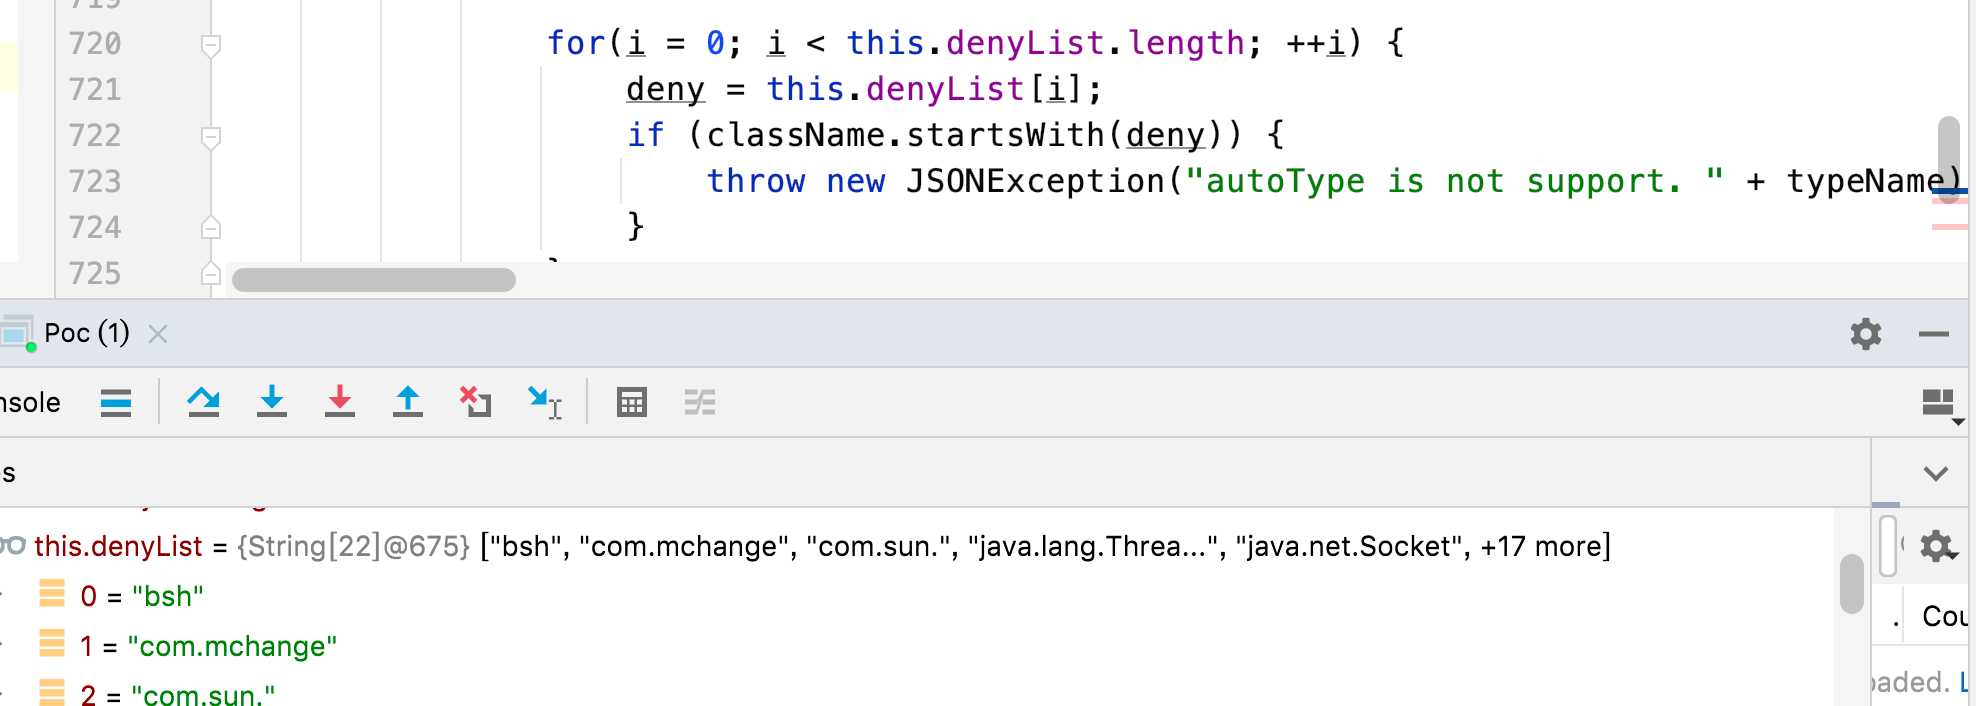 719
720 for(i = 0; i < this.denyList.length; ++i) {
721 deny = this.denyList[i];
722 if (className.startsWith(deny)) {
723 throw new JSONException("autoType is not support. " + typeName)
724 }
725 }
Poc (1)
nsole
s
this.denyList = {String[22]@675} ["bsh", "com.mchange", "com.sun.", "java.lang.Threa...", "java.net.Socket", +17 more]
0 = "bsh"
1 = "com.mchange"
2 = "com.sun."
. Cou
oaded. L